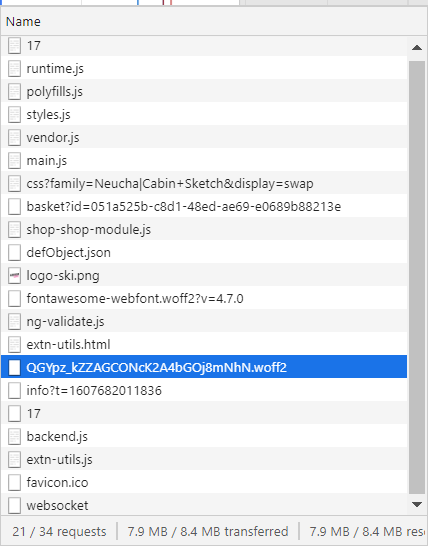 Name
17
runtime.js
polyfills.js
styles.js
vendor.js
main.js
css?family=Neucha|Cabin+Sketch&display=swap
basket?id=051a525b-c8d1-48ed-ae69-e0689b88213e
shop-shop-module.js
defObject.json
logo-ski.png
fontawesome-webfont.woff2?v=4.7.0
ng-validate.js
extn-utils.html
QGYpz_kZZAGCONcK2A4bGOj8mNhN.woff2
info?t=1607682011836
17
backend.js
extn-utils.js
favicon.ico
websocket
21 / 34 requests 7.9 MB / 8.4 MB transferred 7.9 MB / 8.4 MB reso